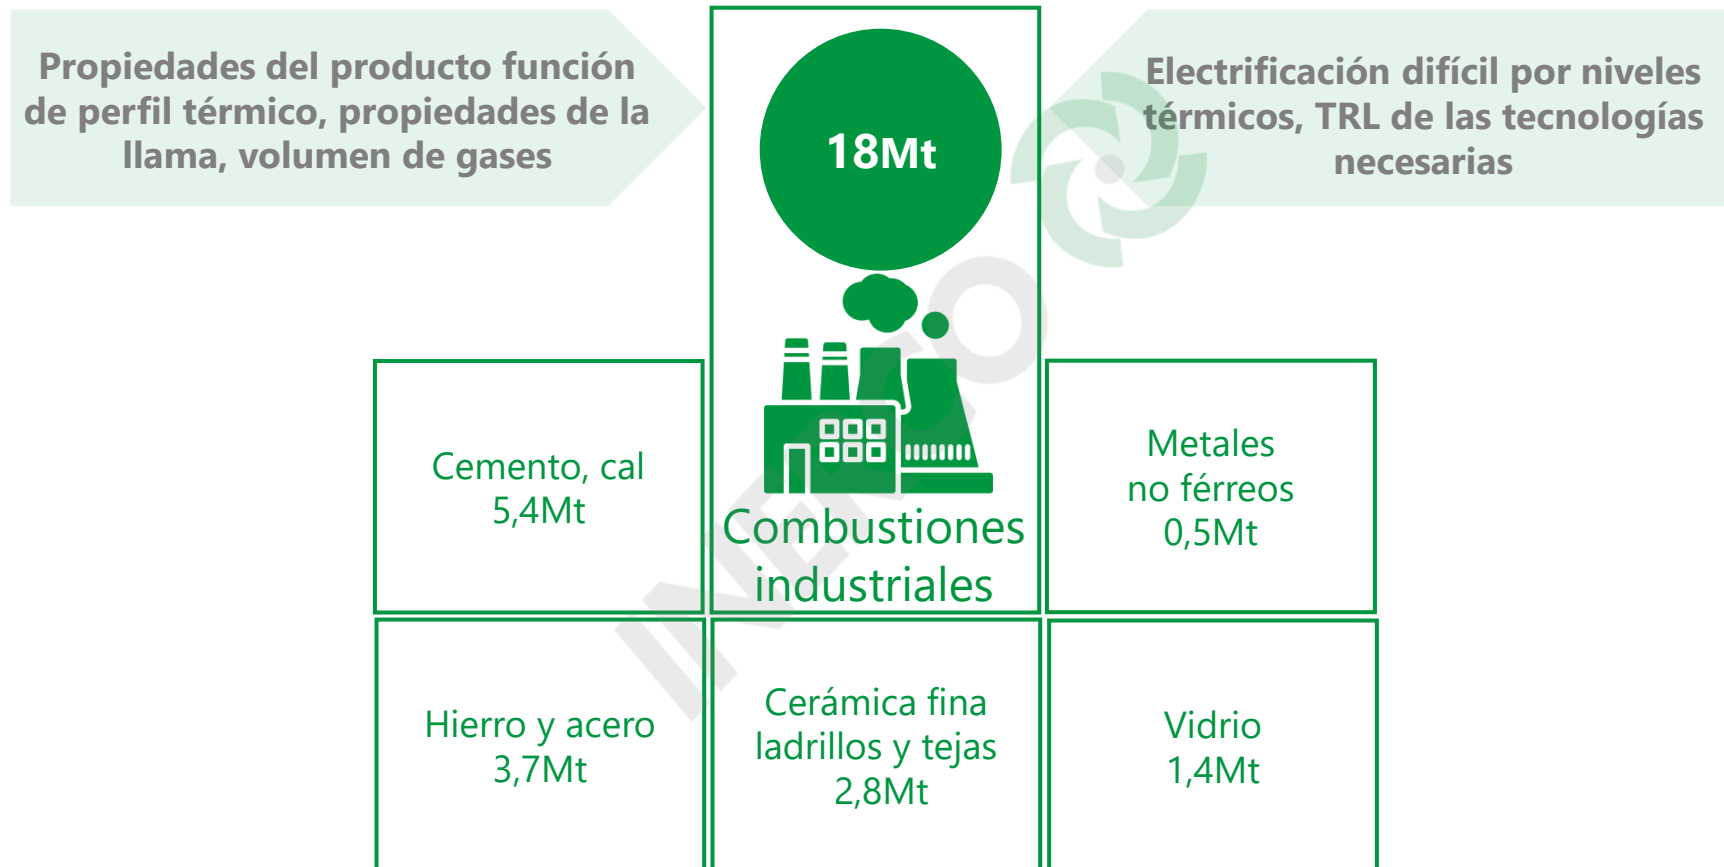 Propiedades del producto función
de perfil térmico, propiedades de la
llama, volumen de gases
18Mt
Electrificación difícil por niveles
térmicos, TRL de las tecnologías
necesarias
Cemento, cal
5,4Mt
Combustiones
industriales
Metales
no férreos
0,5Mt
Hierro y acero
3,7Mt
Cerámica fina
ladrillos y tejas
2,8Mt
Vidrio
1,4Mt
INERCO